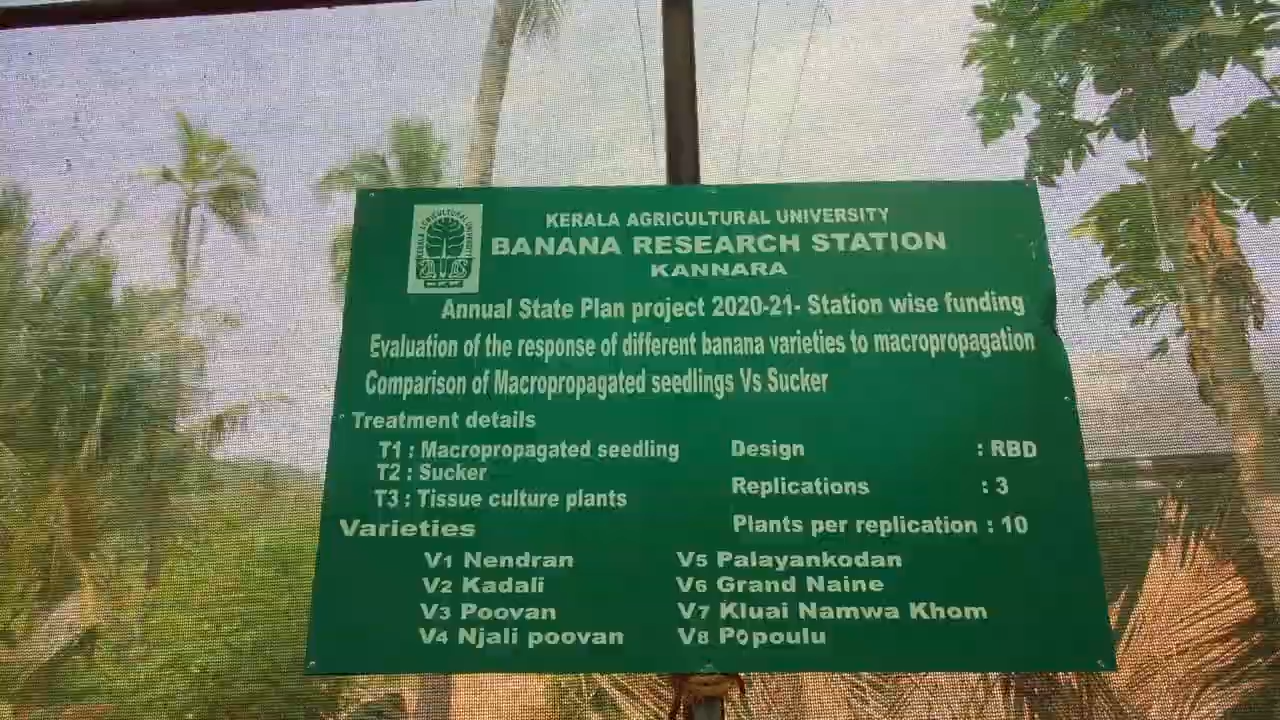 KERALA AGRICULTURAL UNIVERSITY
BANANA RESEARCH STATION
KANNARA
Annual State Plan project 2020-21- Station wise funding
Evaluation of the response of different banana varieties to macropropagation
Comparison of Macropropagated seedlings Vs Sucker
Treatment details
T1 : Macropropagated seedling
T2 : Sucker
T3 : Tissue culture plants
Design : RBD
Replications : 3
Plants per replication : 10
Varieties
V1 Nendran
V2 Kadali
V3 Poovan
V4 Njali poovan
V5 Palayankodan
V6 Grand Naine
V7 Kluai Namwa Khom
V8 Popoulu